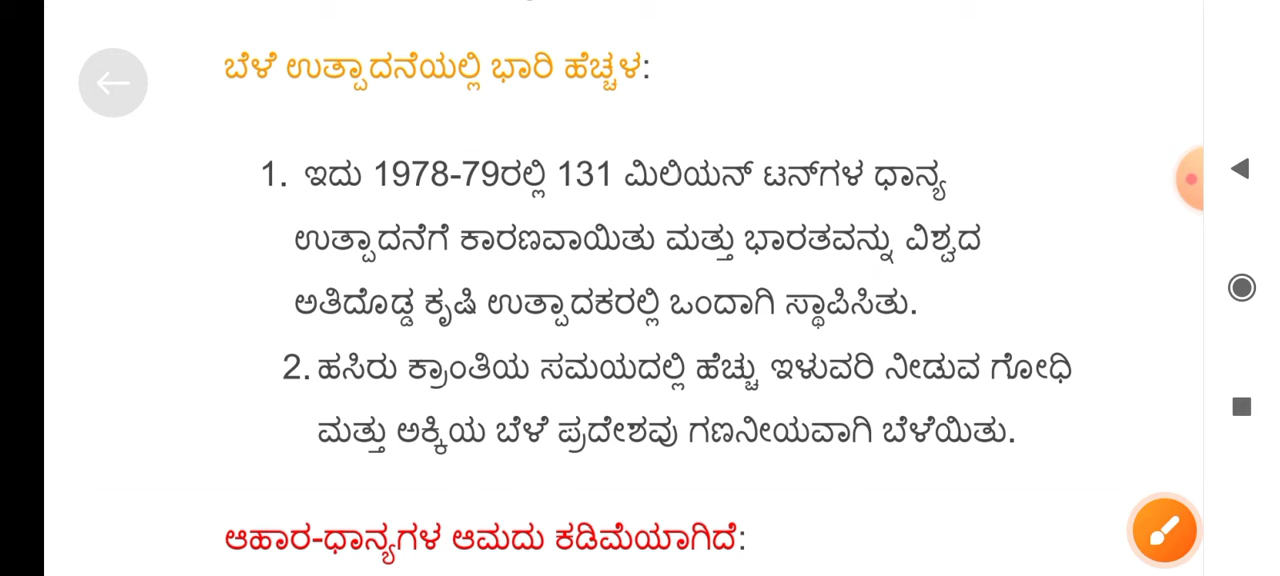 ಬೆಳೆ ಉತ್ಪಾದನೆಯಲ್ಲಿ ಭಾರಿ ಹೆಚ್ಚಳ:
1. ಇದು 1978-79ರಲ್ಲಿ 131 ಮಿಲಿಯನ್ ಟನ್‌ಗಳ ಧಾನ್ಯ
ಉತ್ಪಾದನೆಗೆ ಕಾರಣವಾಯಿತು ಮತ್ತು ಭಾರತವನ್ನು ವಿಶ್ವದ
ಅತಿದೊಡ್ಡ ಕೃಷಿ ಉತ್ಪಾದಕರಲ್ಲಿ ಒಂದಾಗಿ ಸ್ಥಾಪಿಸಿತು.
2. ಹಸಿರು ಕ್ರಾಂತಿಯ ಸಮಯದಲ್ಲಿ ಹೆಚ್ಚು ಇಳುವರಿ ನೀಡುವ ಗೋಧಿ
ಮತ್ತು ಅಕ್ಕಿಯ ಬೆಳೆ ಪ್ರದೇಶವು ಗಣನೀಯವಾಗಿ ಬೆಳೆಯಿತು.
ಆಹಾರ-ಧಾನ್ಯಗಳ ಆಮದು ಕಡಿಮೆಯಾಗಿದೆ: